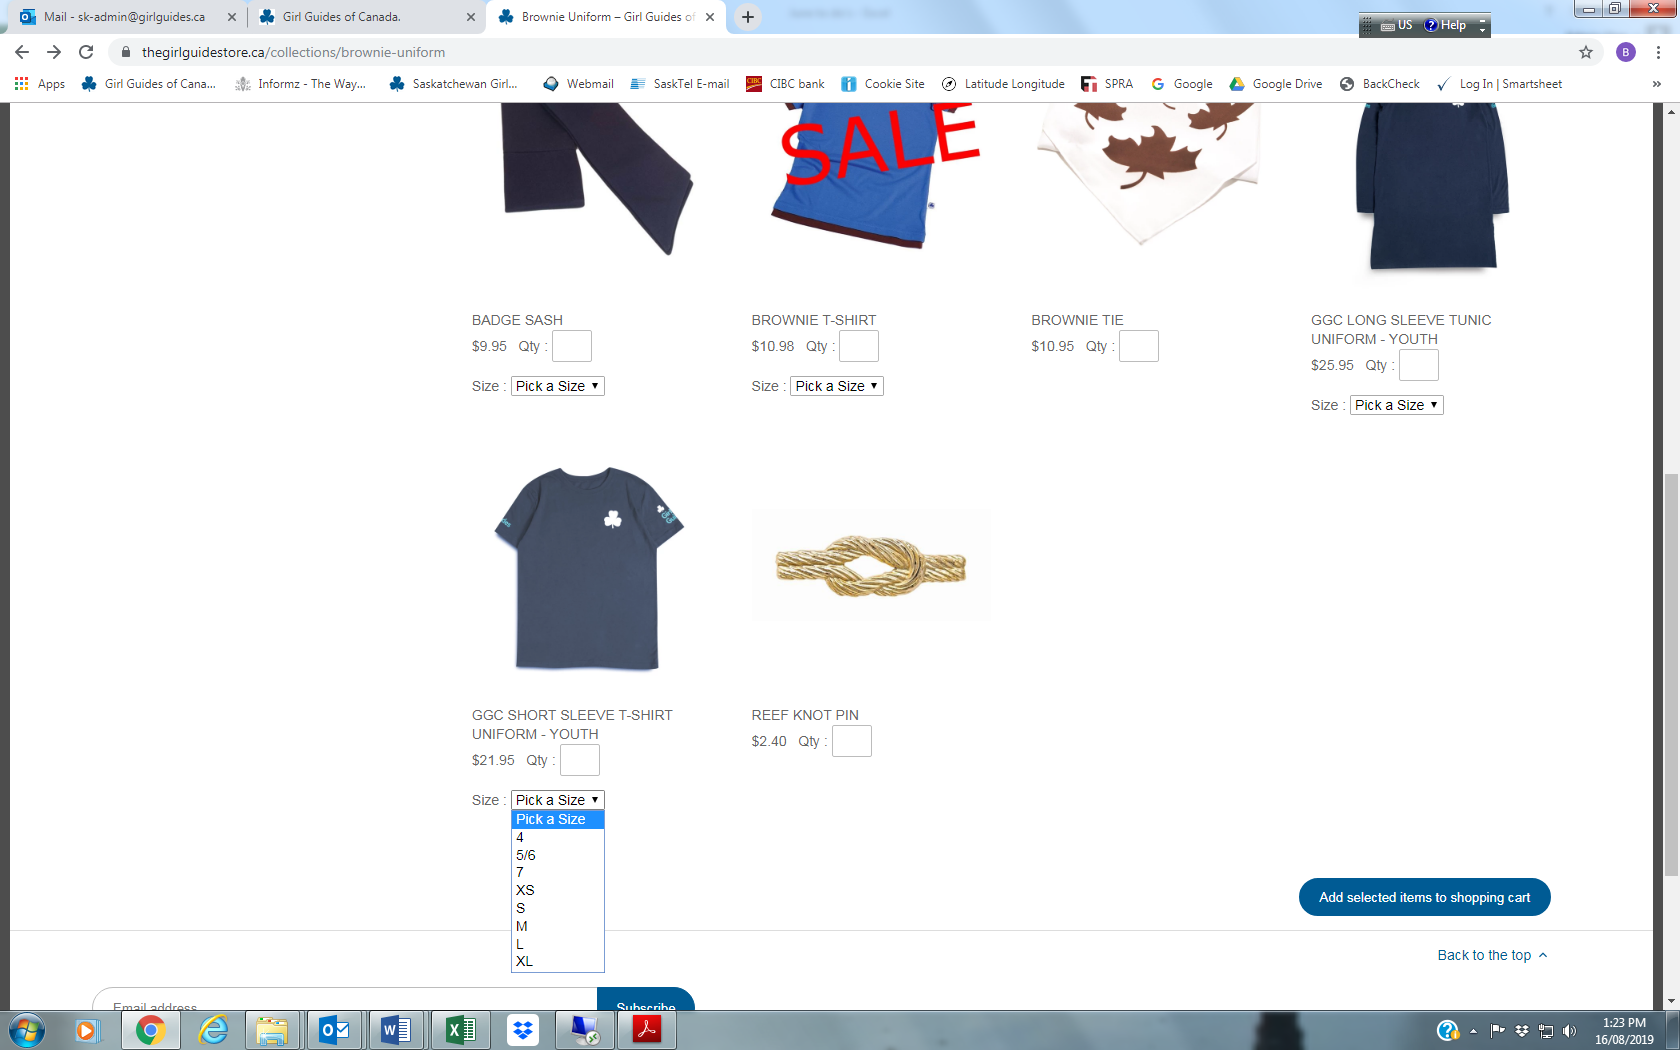 Mail - sk-admin@girlguides.ca
Girl Guides of Canada.
Brownie Uniform – Girl Guides of
US
Help
thegirlguidestore.ca/collections/brownie-uniform
B
Apps
Girl Guides of Cana...
Informz - The Way...
Saskatchewan Girl...
Webmail
SaskTel E-mail
CIBC bank
Cookie Site
Latitude Longitude
SPRA
Google
Google Drive
BackCheck
Log In | Smartsheet
»
SALE
BADGE SASH
$9.95 Qty :
Size : Pick a Size
BROWNIE T-SHIRT
$10.98 Qty :
Size : Pick a Size
BROWNIE TIE
$10.95 Qty :
GGC LONG SLEEVE TUNIC
UNIFORM - YOUTH
$25.95 Qty :
Size : Pick a Size
GGC SHORT SLEEVE T-SHIRT
UNIFORM - YOUTH
$21.95 Qty :
Size : Pick a Size
Pick a Size
4
5/6
7
XS
S
M
L
XL
REEF KNOT PIN
$2.40 Qty :
Add selected items to shopping cart
Back to the top
Email address
Subscribe
1:23 PM
16/08/2019